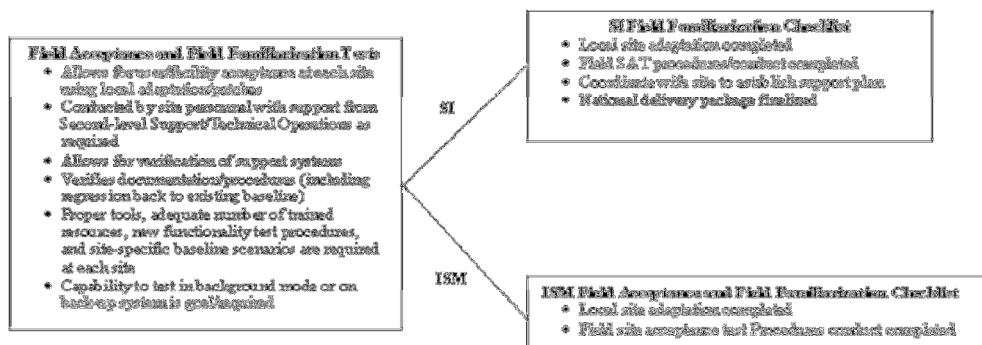 Field Acceptance and Field Familiarization Tests
• Allows for user/facility acceptance at each site
using local adaptation/patches
• Conducted by site personnel with support from
Second-level Support/Technical Operations as
required
• Allows for verification of support systems
• Verifies documentation/procedures (including
regression back to existing baseline)
• Proper tools, adequate number of trained
resources, new functionality test procedures,
and site-specific baseline scenarios are required
at each site
• Capability to test in background mode or on
back-up system is goal/required
SI
ISM
SI Field Familiarization Checklist
• Local site adaptation completed
• Field SAT procedures/conduct completed
• Coordinate with site to establish support plan
• National delivery package finalized
ISM Field Acceptance and Field Familiarization Checklist
• Local site adaptation completed
• Field site acceptance test Procedures conduct completed